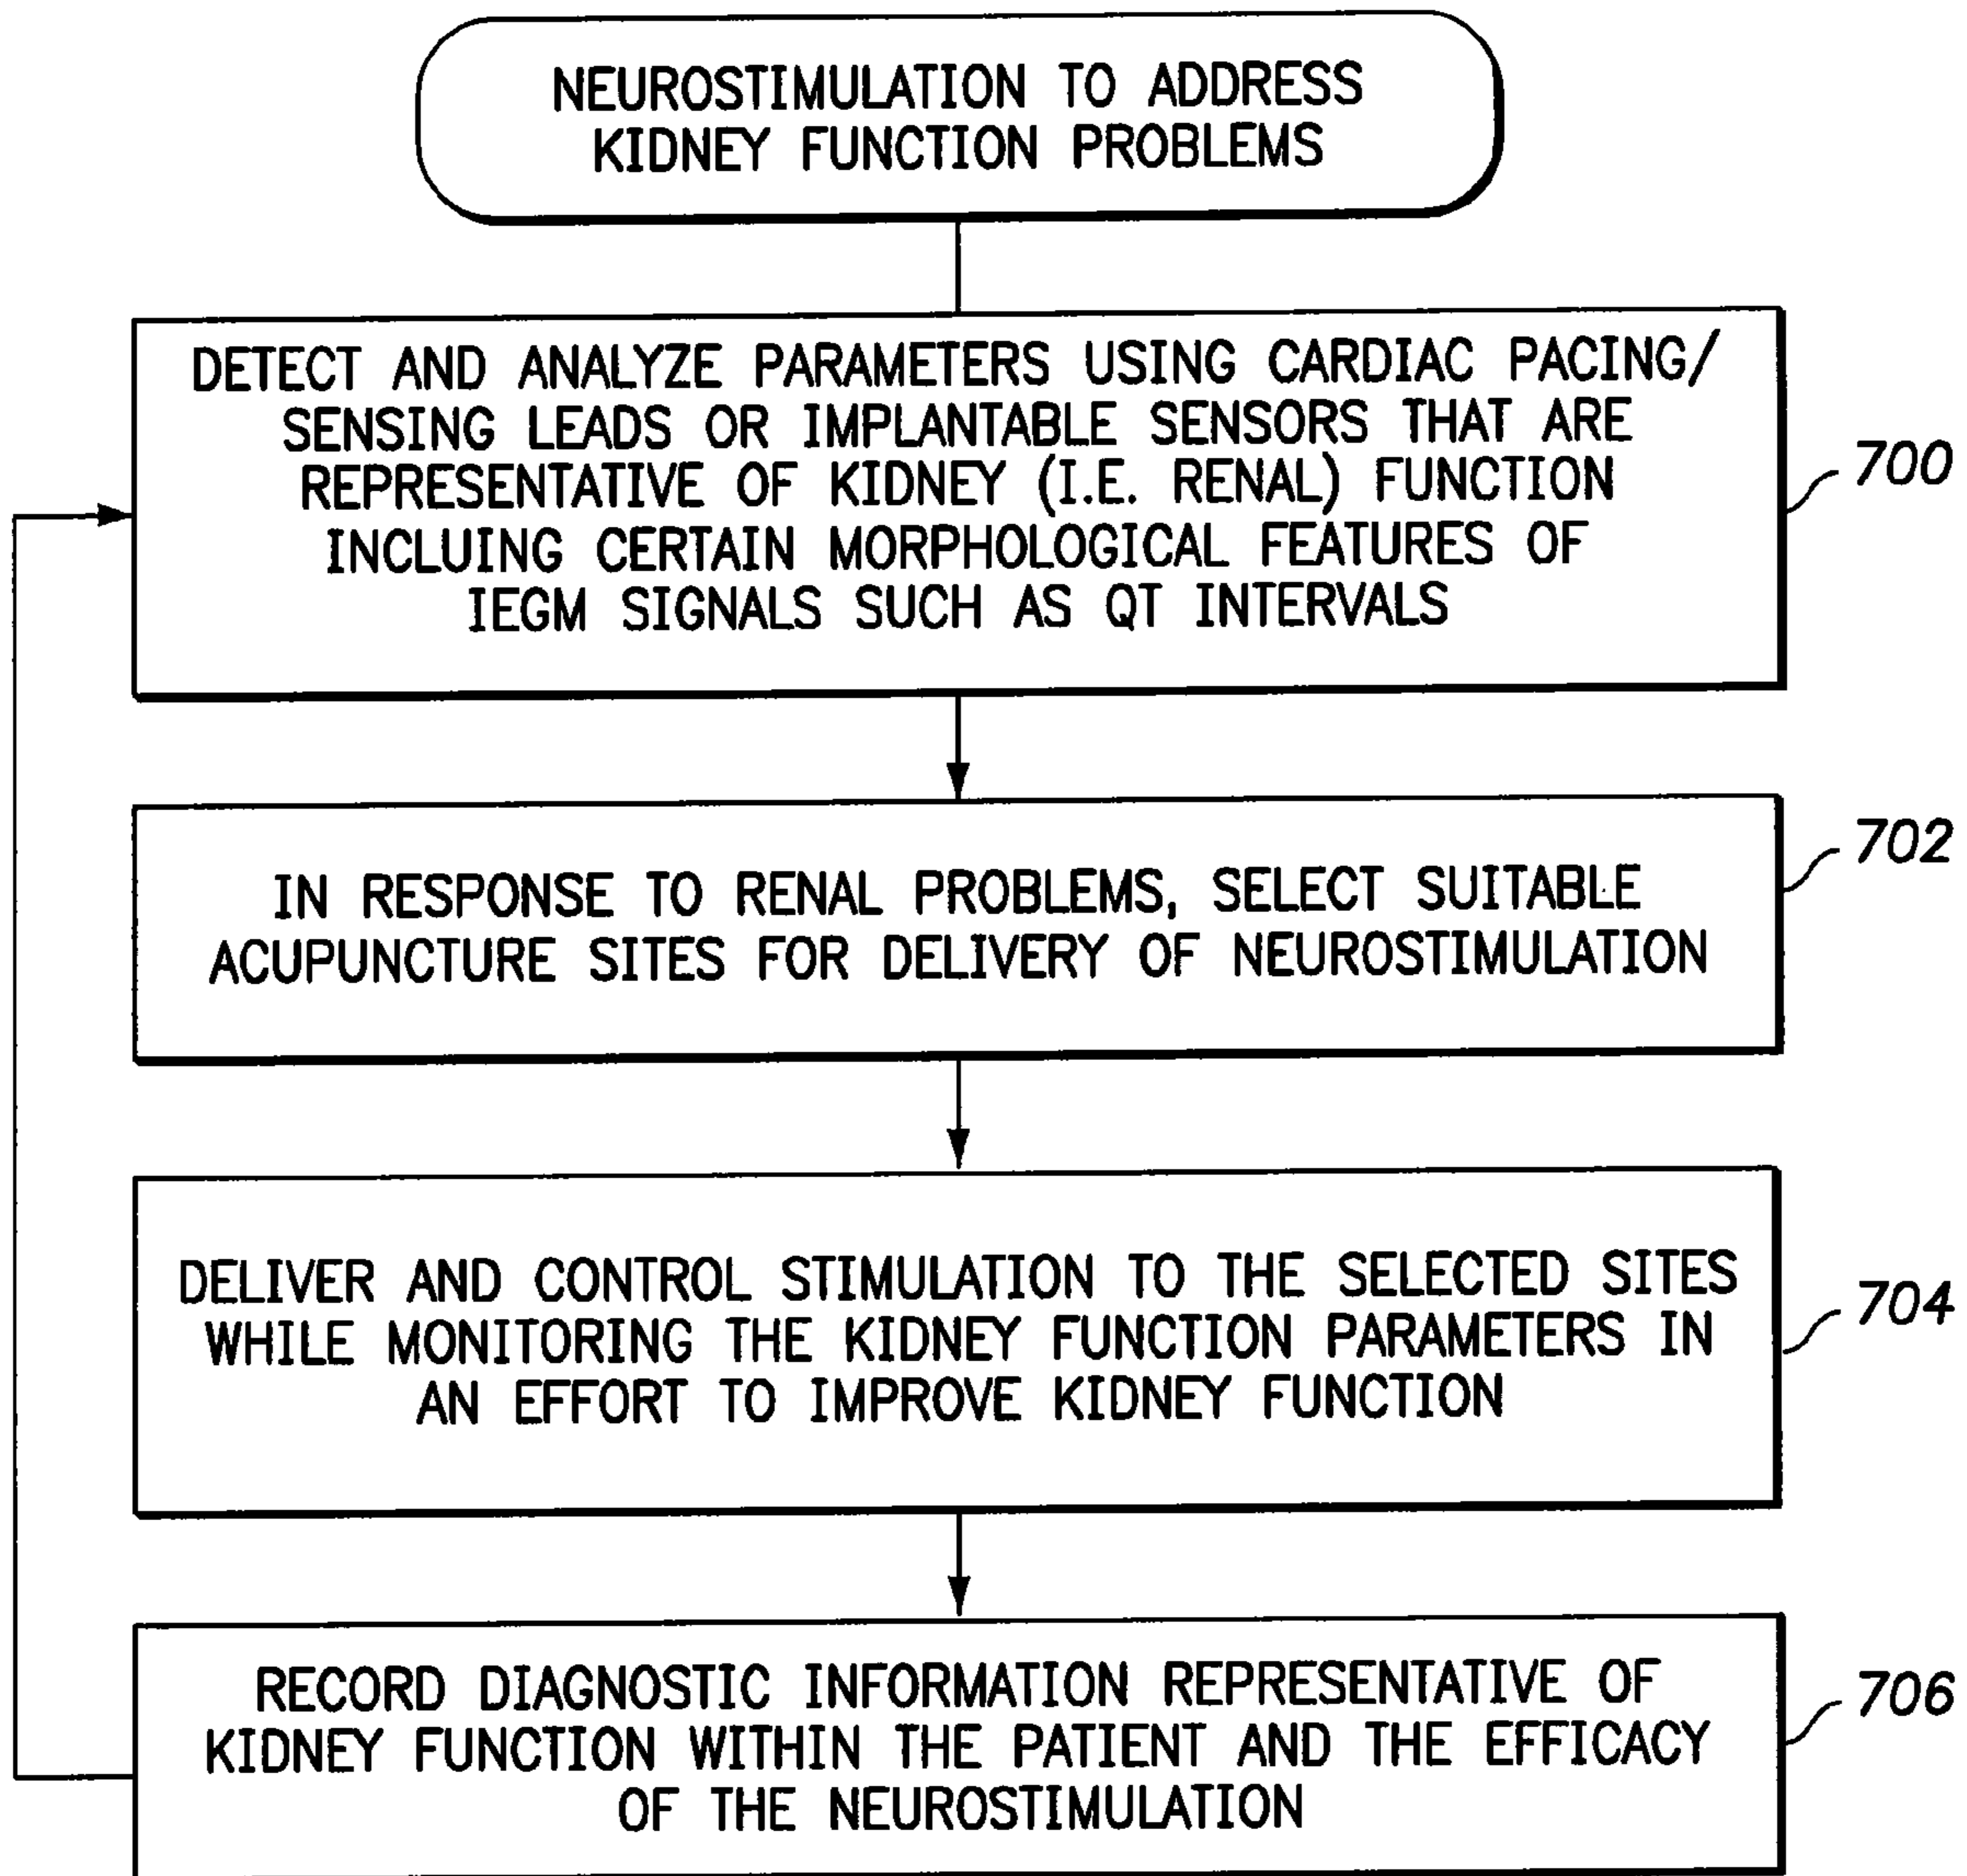 NEUROSTIMULATION TO ADDRESS
KIDNEY FUNCTION PROBLEMS
DETECT AND ANALYZE PARAMETERS USING CARDIAC PACING/
SENSING LEADS OR IMPLANTABLE SENSORS THAT ARE
REPRESENTATIVE OF KIDNEY (I.E. RENAL) FUNCTION
INCLUING CERTAIN MORPHOLOGICAL FEATURES OF
IEGM SIGNALS SUCH AS QT INTERVALS
700
IN RESPONSE TO RENAL PROBLEMS, SELECT SUITABLE
ACUPUNCTURE SITES FOR DELIVERY OF NEUROSTIMULATION
702
DELIVER AND CONTROL STIMULATION TO THE SELECTED SITES
WHILE MONITORING THE KIDNEY FUNCTION PARAMETERS IN
AN EFFORT TO IMPROVE KIDNEY FUNCTION
704
RECORD DIAGNOSTIC INFORMATION REPRESENTATIVE OF
KIDNEY FUNCTION WITHIN THE PATIENT AND THE EFFICACY
OF THE NEUROSTIMULATION
706